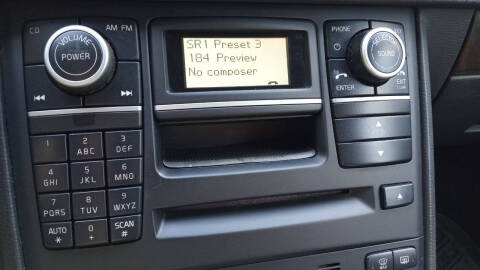 CD
AM FM
VOLUME
POWER
SR1 Preset 3
184 Preview
No composer
PHONE
SELECT
SOUND
ENTER
EXIT
1
2 ABC
3 DEF
4 GHI
5 JKL
6 MNO
7 PQRS
8 TUV
9 WXYZ
AUTO *
0 +
SCAN #